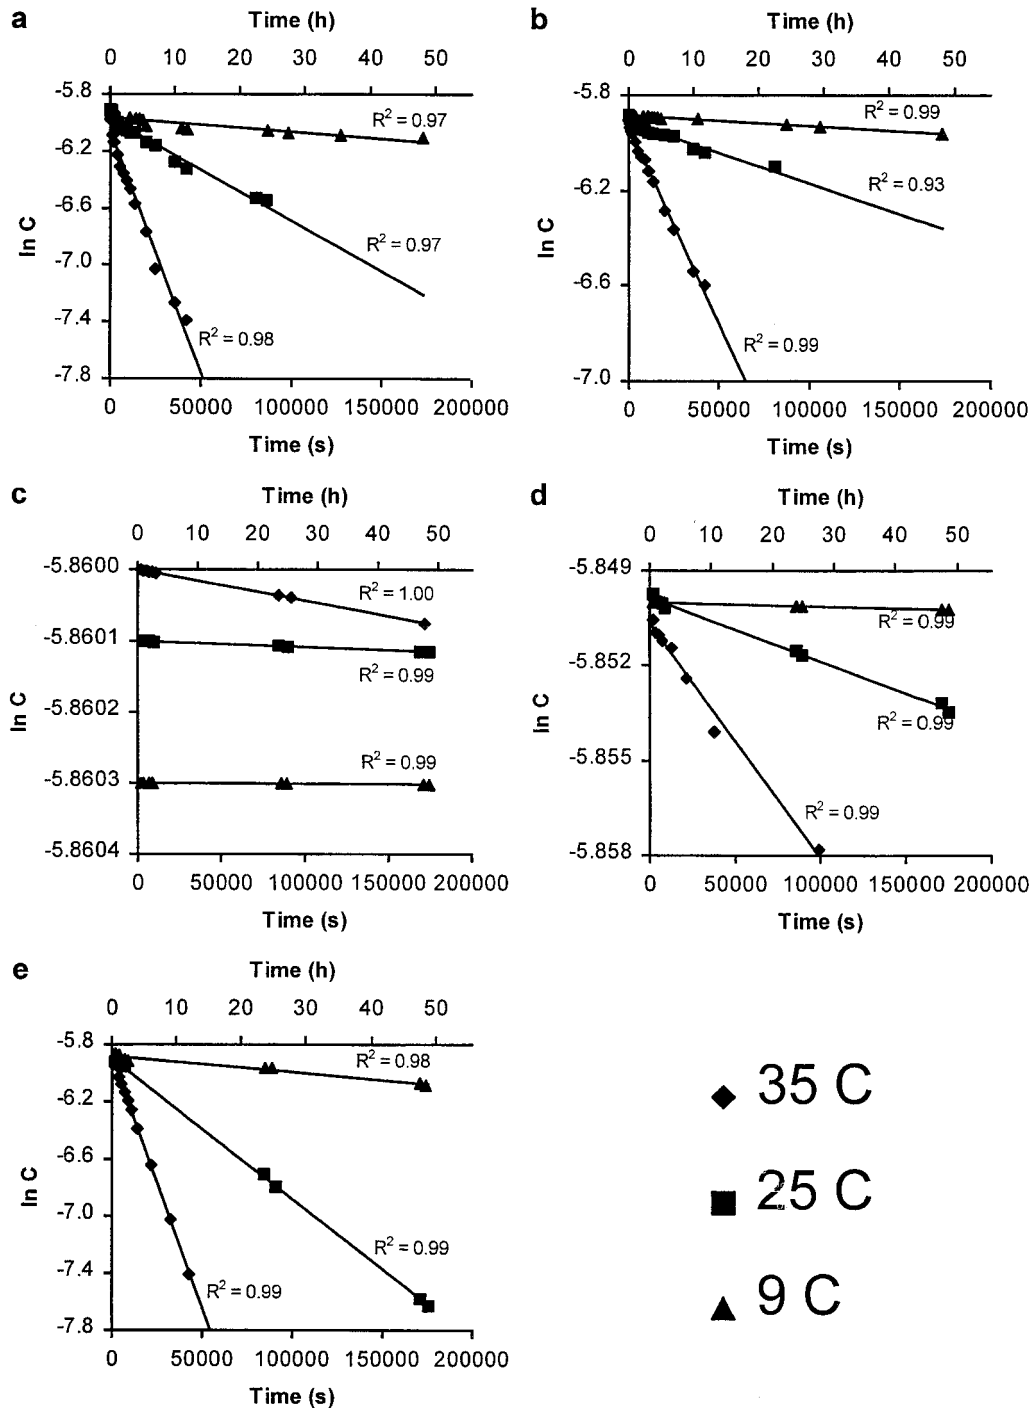 a
Time (h)
0 10 20 30 40 50
-5.8
-6.2
-6.6
-7.0
-7.4
-7.8
ln C
R² = 0.97
R² = 0.97
R² = 0.98
0 50000 100000 150000 200000
Time (s)
b
Time (h)
0 10 20 30 40 50
-5.8
-6.2
-6.6
-7.0
ln C
R² = 0.99
R² = 0.93
R² = 0.99
0 50000 100000 150000 200000
Time (s)
c
Time (h)
0 10 20 30 40 50
-5.8600
-5.8601
-5.8602
-5.8603
-5.8604
ln C
R² = 1.00
R² = 0.99
R² = 0.99
0 50000 100000 150000 200000
Time (s)
d
Time (h)
0 10 20 30 40 50
-5.849
-5.852
-5.855
-5.858
ln C
R² = 0.99
R² = 0.99
R² = 0.99
0 50000 100000 150000 200000
Time (s)
e
Time (h)
0 10 20 30 40 50
-5.8
-6.2
-6.6
-7.0
-7.4
-7.8
ln C
R² = 0.98
R² = 0.99
R² = 0.99
0 50000 100000 150000 200000
Time (s)
35 C
25 C
9 C